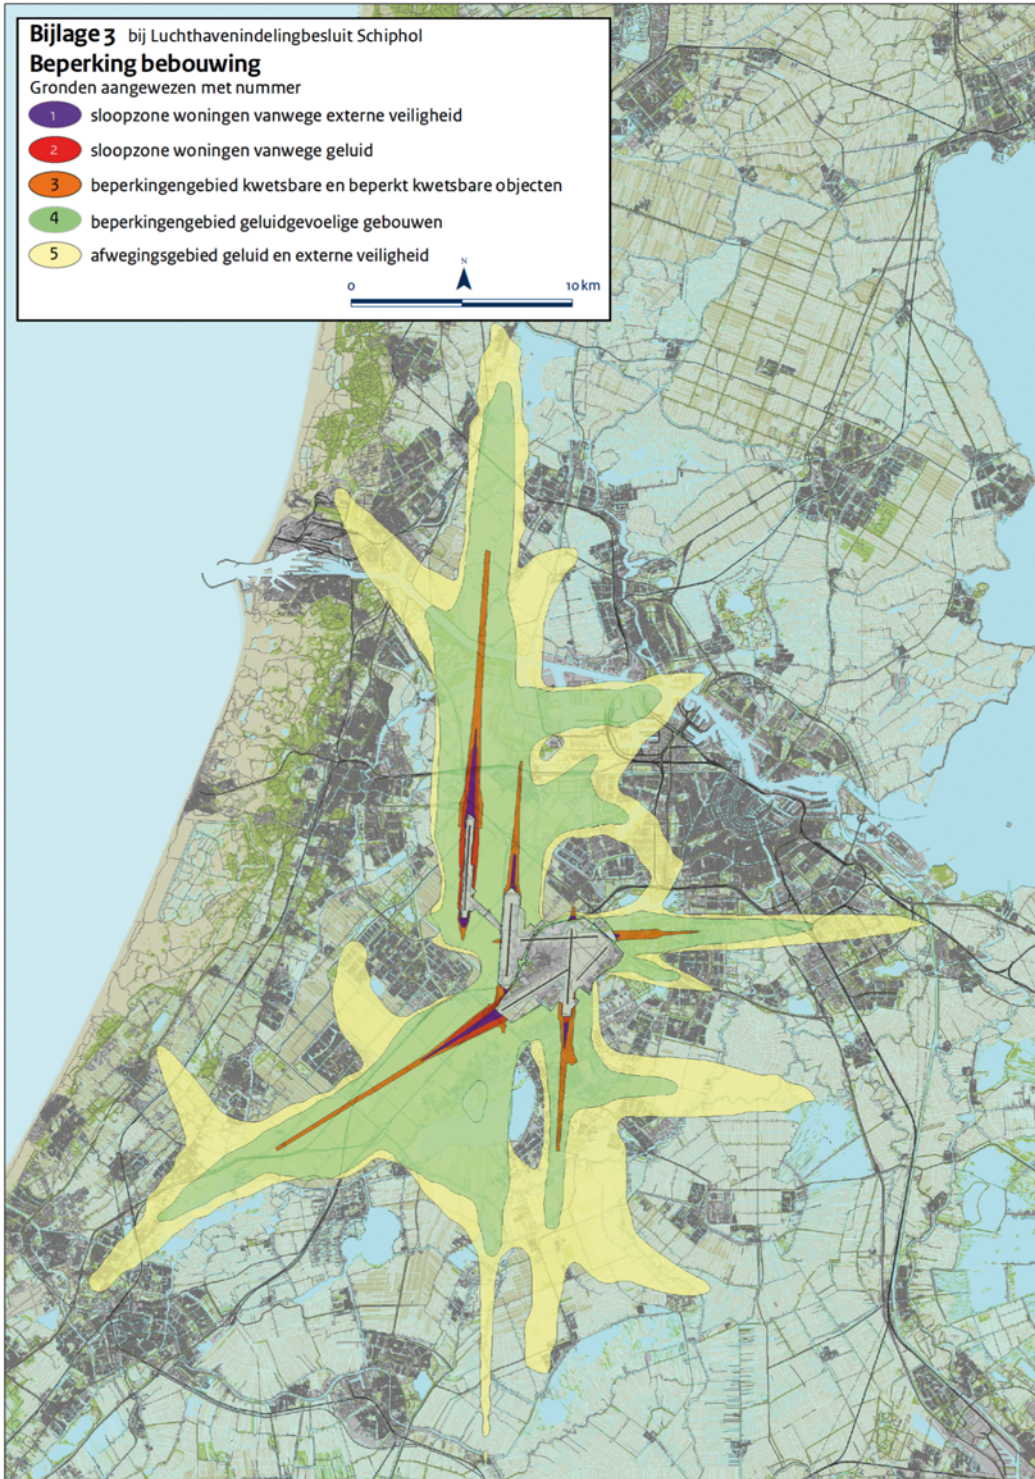 Bijlage 3 bij Luchthavenindelingbesluit Schiphol
Beperking bebouwing
Gronden aangewezen met nummer
1 sloopzone woningen vanwege externe veiligheid
2 sloopzone woningen vanwege geluid
3 beperkingengebied kwetsbare en beperkt kwetsbare objecten
4 beperkingengebied geluidgevoelige gebouwen
5 afwegingsgebied geluid en externe veiligheid
N
0 10 km